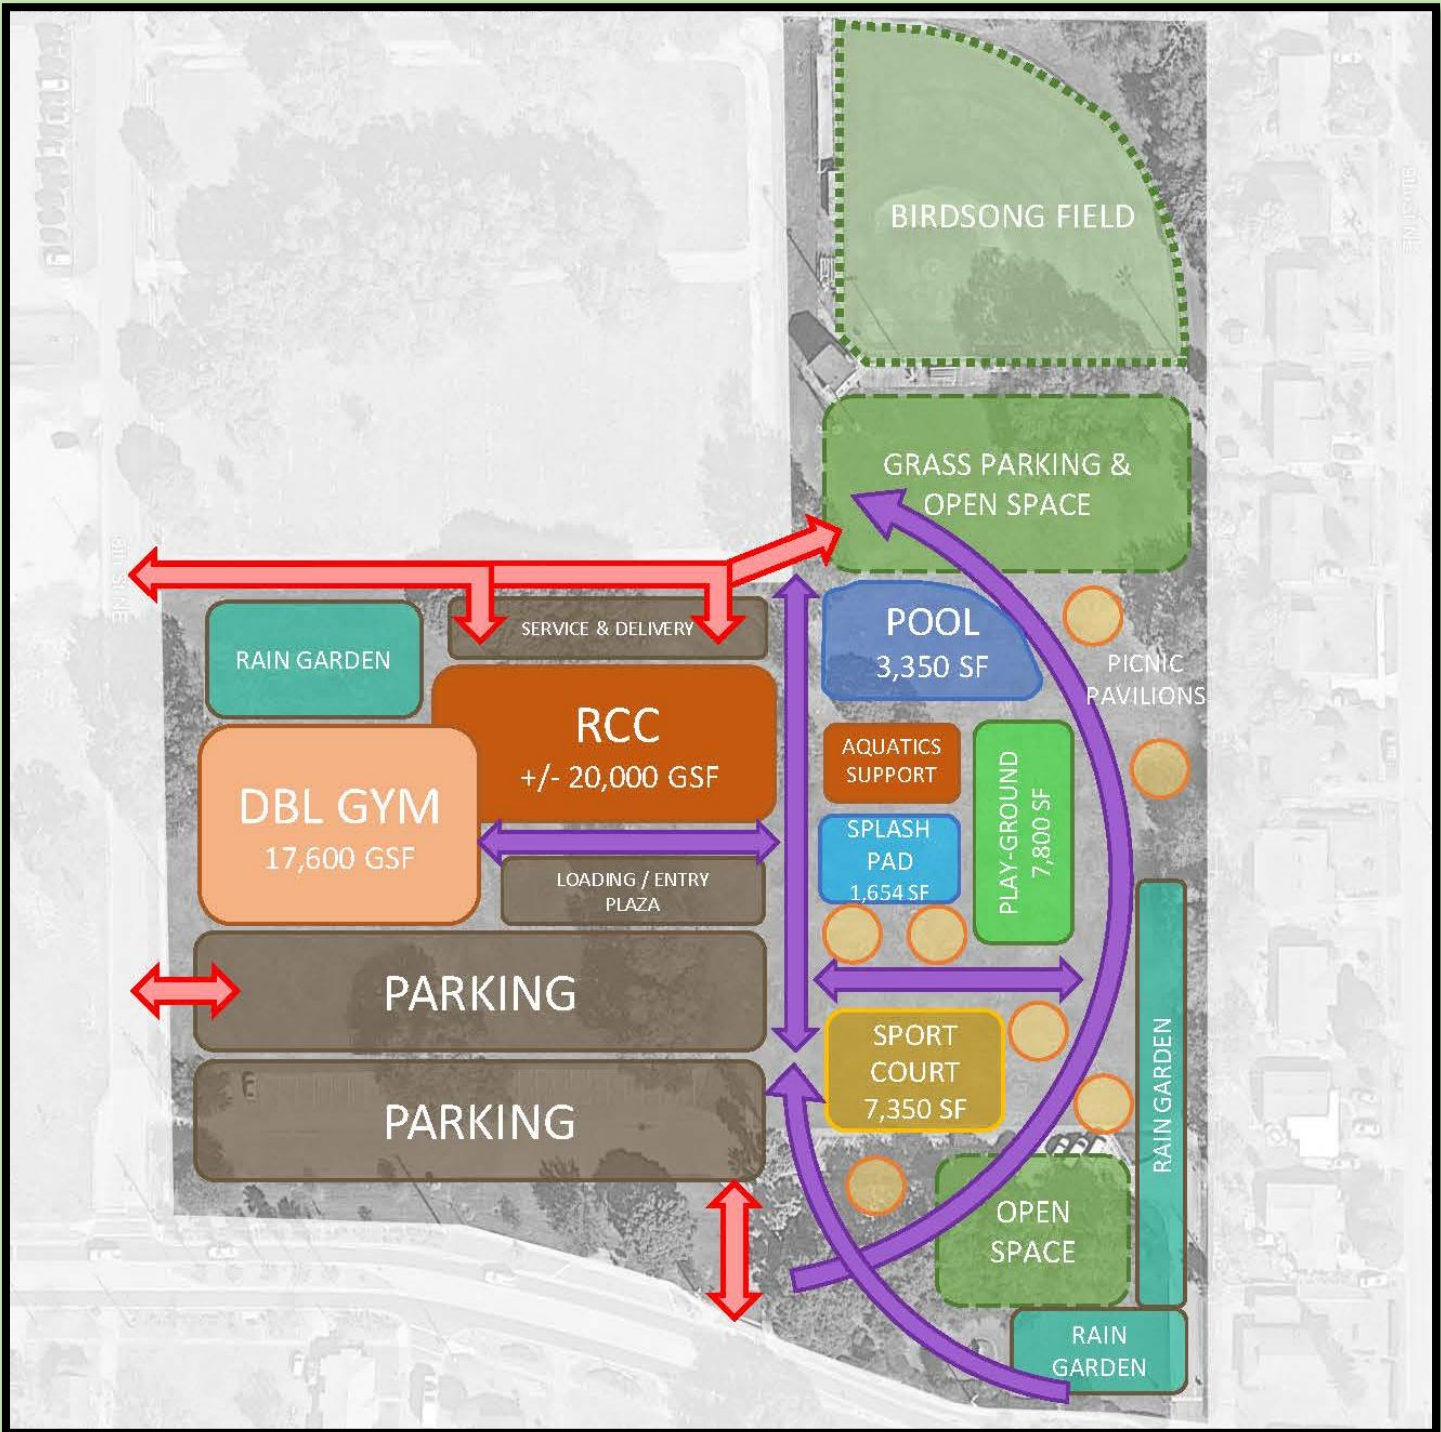 BIRDSONG FIELD
GRASS PARKING &
OPEN SPACE
SERVICE & DELIVERY
RAIN GARDEN
POOL
3,350 SF
PICNIC
PAVILIONS
RCC
+/- 20,000 GSF
AQUATICS
SUPPORT
PLAY-GROUND
7,800 SF
DBL GYM
17,600 GSF
SPLASH
PAD
1,654 SF
LOADING / ENTRY
PLAZA
PARKING
SPORT
COURT
7,350 SF
RAIN GARDEN
PARKING
OPEN
SPACE
RAIN
GARDEN